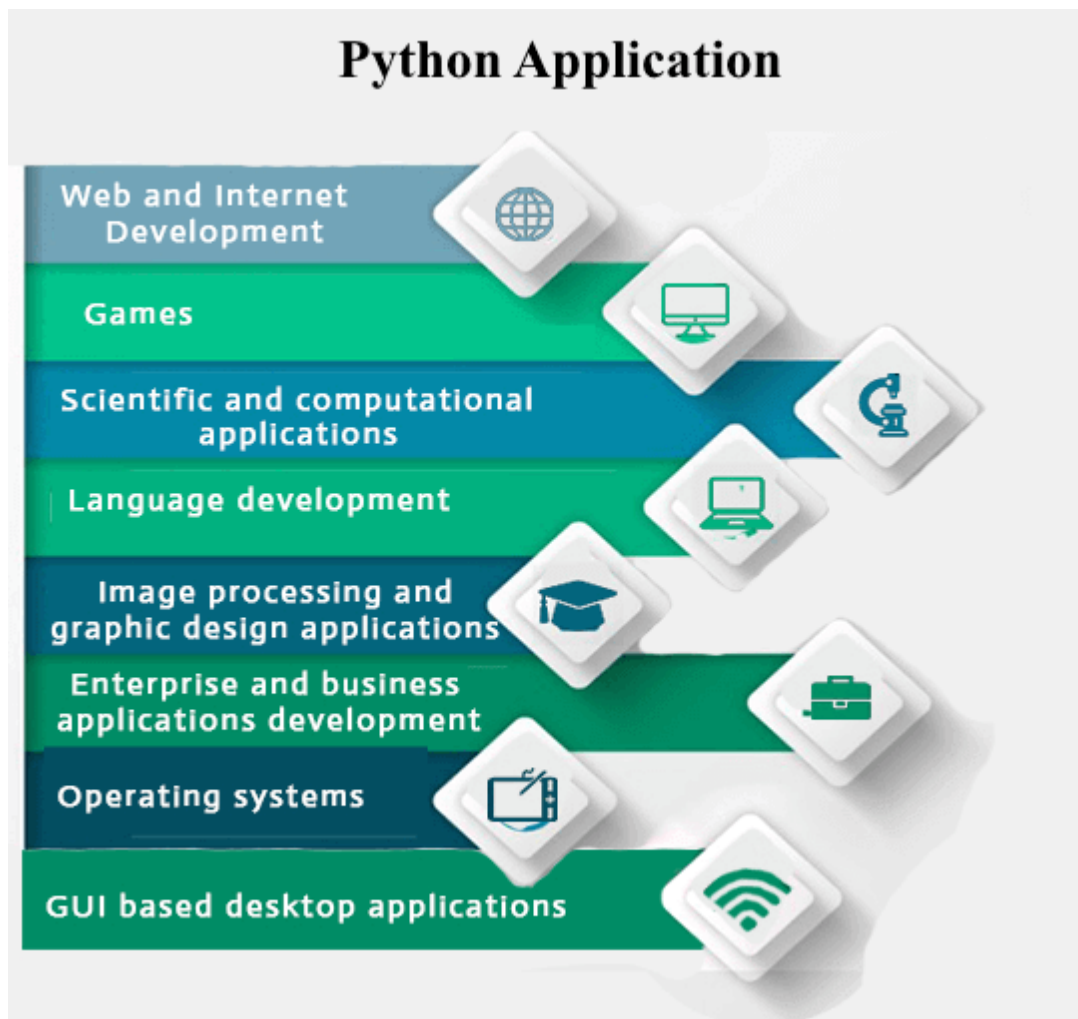 Python Application
Web and Internet
Development
Games
Scientific and computational
applications
Language development
Image processing and
graphic design applications
Enterprise and business
applications development
Operating systems
GUI based desktop applications